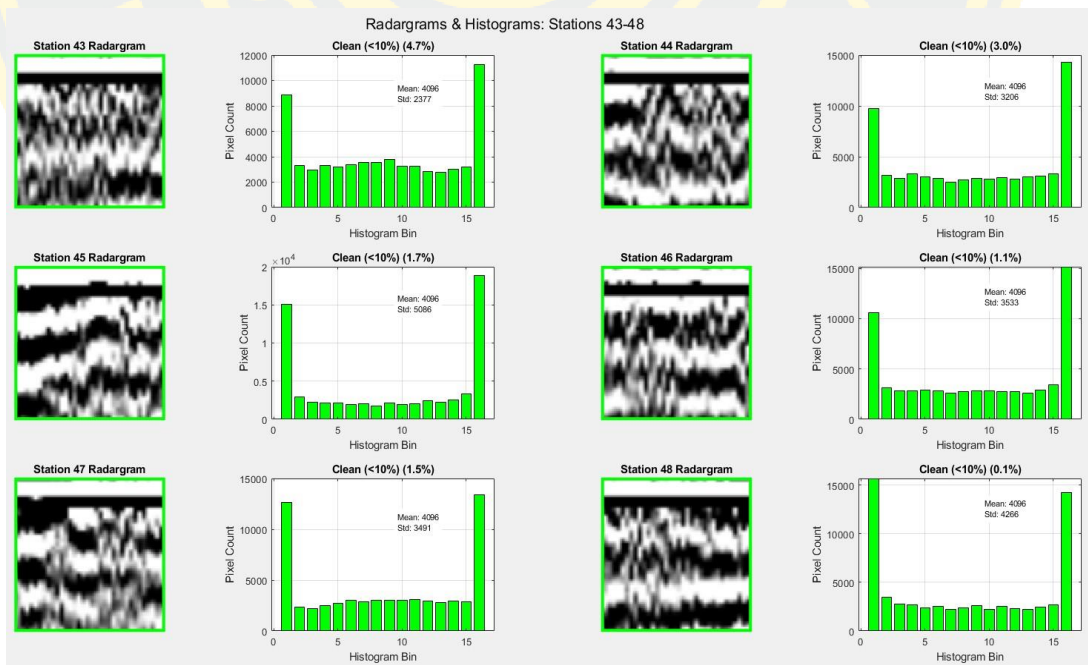 Radargrams & Histograms: Stations 43-48
Station 43 Radargram
Clean (<10%) (4.7%)
12000
10000
8000
6000
4000
2000
0
Pixel Count
Mean: 4096
Std: 2377
0 5 10 15
Histogram Bin
Station 44 Radargram
Clean (<10%) (3.0%)
15000
10000
5000
0
Pixel Count
Mean: 4096
Std: 3206
0 5 10 15
Histogram Bin
Station 45 Radargram
Clean (<10%) (1.7%)
× 10^4
2
1.5
1
0.5
0
Pixel Count
Mean: 4096
Std: 5086
0 5 10 15
Histogram Bin
Station 46 Radargram
Clean (<10%) (1.1%)
15000
10000
5000
0
Pixel Count
Mean: 4096
Std: 3533
0 5 10 15
Histogram Bin
Station 47 Radargram
Clean (<10%) (1.5%)
15000
10000
5000
0
Pixel Count
Mean: 4096
Std: 3491
0 5 10 15
Histogram Bin
Station 48 Radargram
Clean (<10%) (0.1%)
15000
10000
5000
0
Pixel Count
Mean: 4096
Std: 4266
0 5 10 15
Histogram Bin